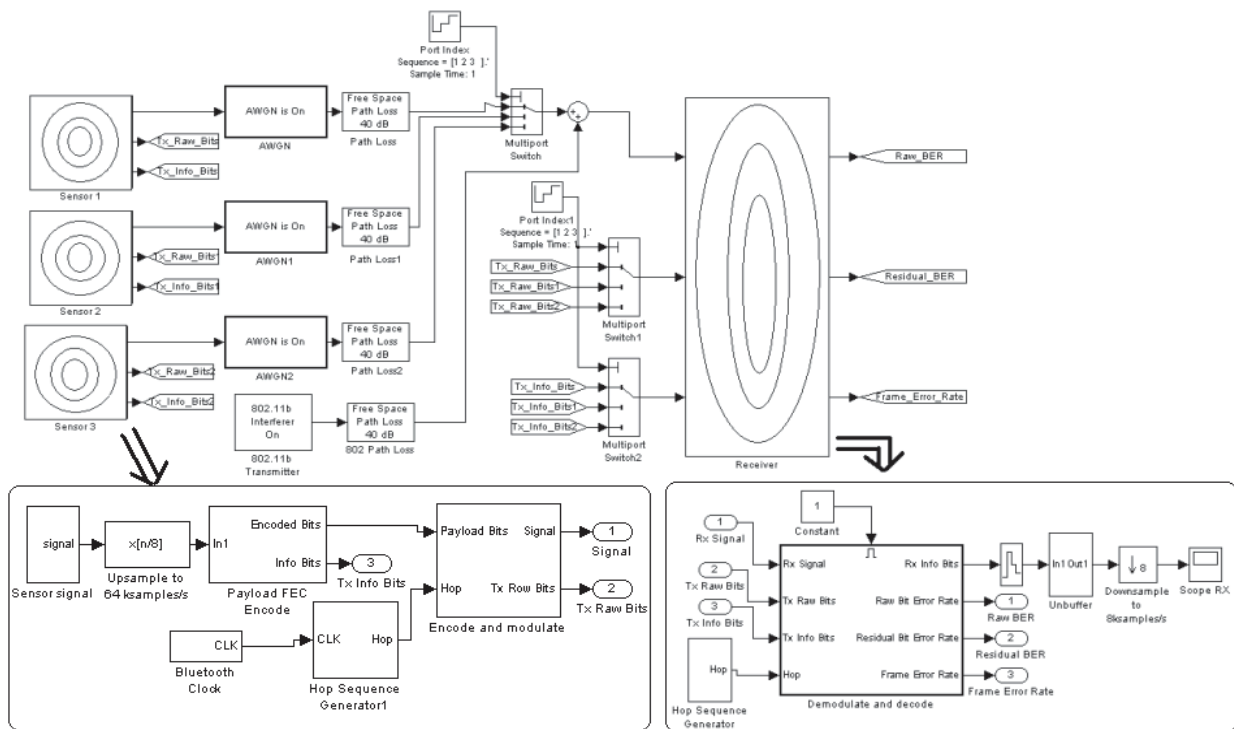 Port Index
Sequence = [1 2 3 ].'
Sample Time: 1
Tx_Raw_Bits
Tx_Info_Bits
Sensor 1
AWGN is On
AWGN
Free Space
Path Loss
40 dB
Path Loss
Multiport
Switch
Tx_Raw_Bits1
Tx_Info_Bits1
Sensor 2
AWGN is On
AWGN1
Free Space
Path Loss
40 dB
Path Loss1
Port Index1
Sequence = [1 2 3 ].'
Sample Time: 1
Tx_Raw_Bits
Tx_Raw_Bits1
Tx_Raw_Bits2
Multiport
Switch1
Tx_Raw_Bits2
Tx_Info_Bits2
Sensor 3
AWGN is On
AWGN2
Free Space
Path Loss
40 dB
Path Loss2
802.11b
Interferer
On
802.11b
Transmitter
Free Space
Path Loss
40 dB
802 Path Loss
Tx_Info_Bits
Tx_Info_Bits1
Tx_Info_Bits2
Multiport
Switch2
Receiver
Raw_BER
Residual_BER
Frame_Error_Rate
signal
Sensor signal
x[n/8]
Upsample to
64 ksamples/s
In1
Encoded Bits
Info Bits
Payload FEC
Encode
3
Tx Info Bits
CLK
Bluetooth
Clock
CLK
Hop
Hop Sequence
Generator1
Payload Bits
Hop
Signal
Tx Row Bits
Encode and modulate
1
Signal
2
Tx Raw Bits
1
Rx Signal
2
Tx Raw Bits
3
Tx Info Bits
Hop
Hop Sequence
Generator
1
Constant
Rx Signal
Tx Raw Bits
Tx Info Bits
Hop
Rx Info Bits
Raw Bit Error Rate
Residual Bit Error Rate
Frame Error Rate
Demodulate and decode
1
Raw BER
2
Residual BER
3
Frame Error Rate
In1 Out1
Unbuffer
8
Downsample to
8ksamples/s
Scope RX